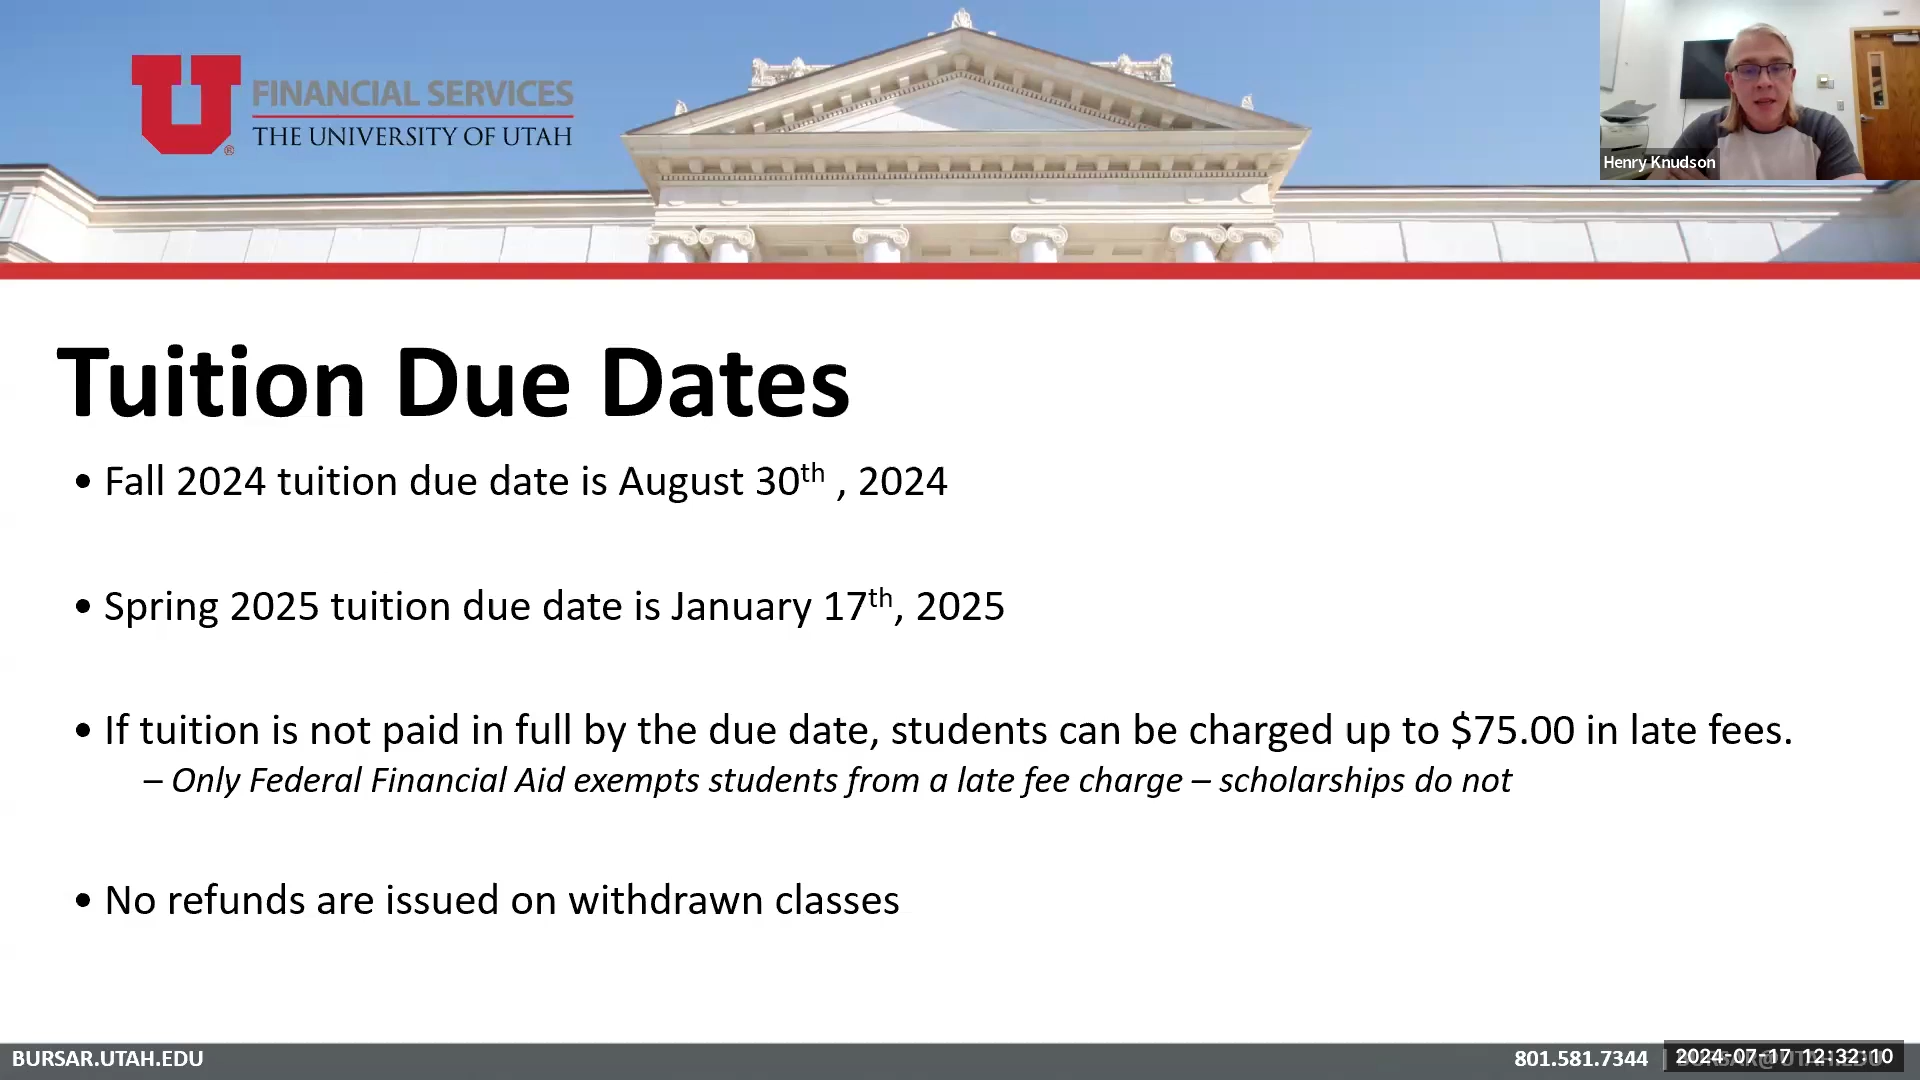 U
FINANCIAL SERVICES
THE UNIVERSITY OF UTAH
®
Henry Knudson
Tuition Due Dates
• Fall 2024 tuition due date is August 30th , 2024
• Spring 2025 tuition due date is January 17th, 2025
• If tuition is not paid in full by the due date, students can be charged up to $75.00 in late fees.
– Only Federal Financial Aid exempts students from a late fee charge – scholarships do not
• No refunds are issued on withdrawn classes
BURSAR.UTAH.EDU
801.581.7344 | BURSAR@UTAH.EDU
2024-07-17 12:32:10